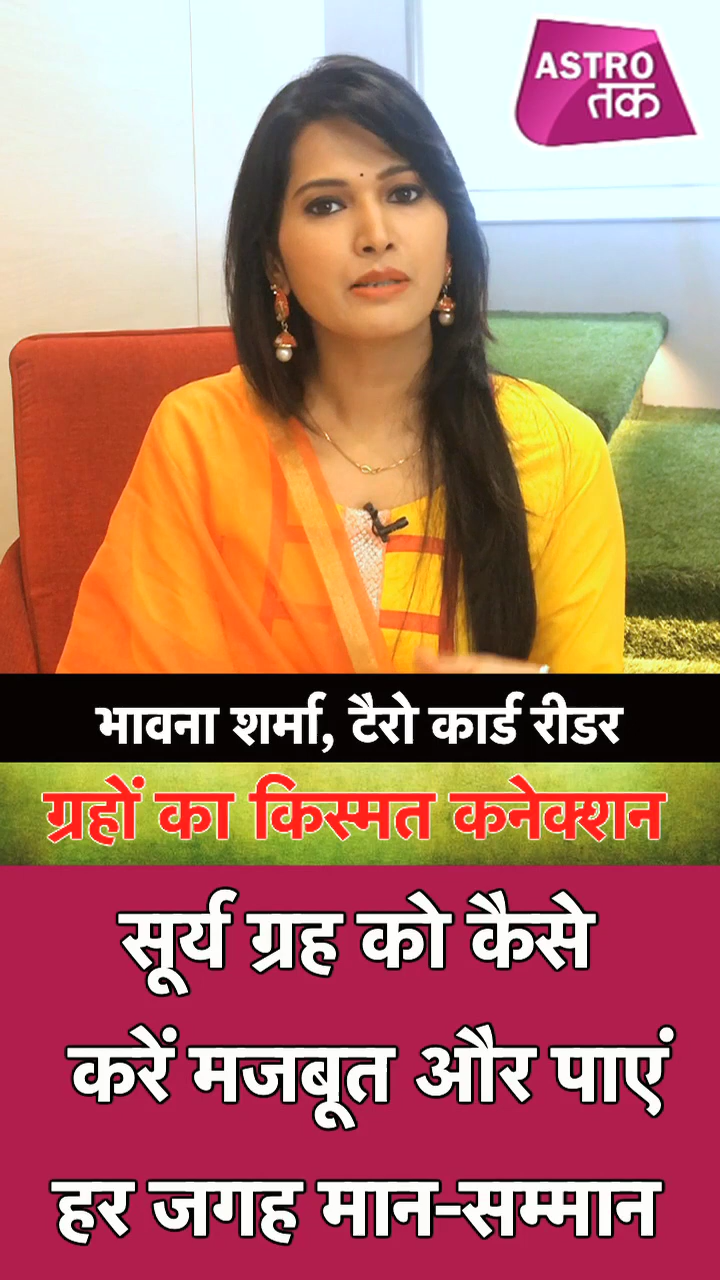 ASTRO
तक
भावना शर्मा, टैरो कार्ड रीडर
ग्रहों का किस्मत कनेक्शन
सूर्य ग्रह को कैसे
करें मजबूत और पाएं
हर जगह मान-सम्मान